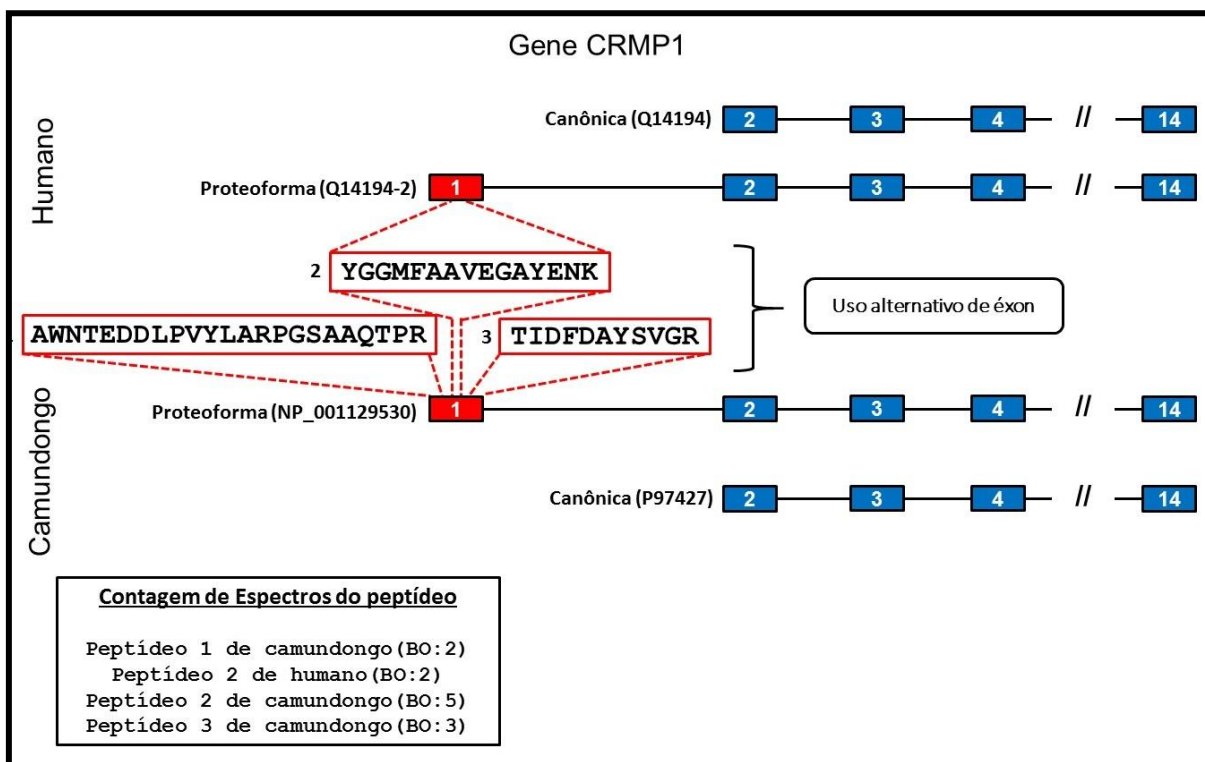 Gene CRMP1
Humano
Canônica (Q14194) 2 3 4 // 14
Proteoforma (Q14194-2) 1 2 3 4 // 14
2 YGGMFAAVEGAYENK
Uso alternativo de éxon
AWNTEDDLPVYLARPGSAAQTPR 3 TIDFDAYSVGR
Camundongo
Proteoforma (NP_001129530) 1 2 3 4 // 14
Canônica (P97427) 2 3 4 // 14
Contagem de Espectros do peptídeo
Peptídeo 1 de camundongo(BO:2)
Peptídeo 2 de humano(BO:2)
Peptídeo 2 de camundongo(BO:5)
Peptídeo 3 de camundongo(BO:3)